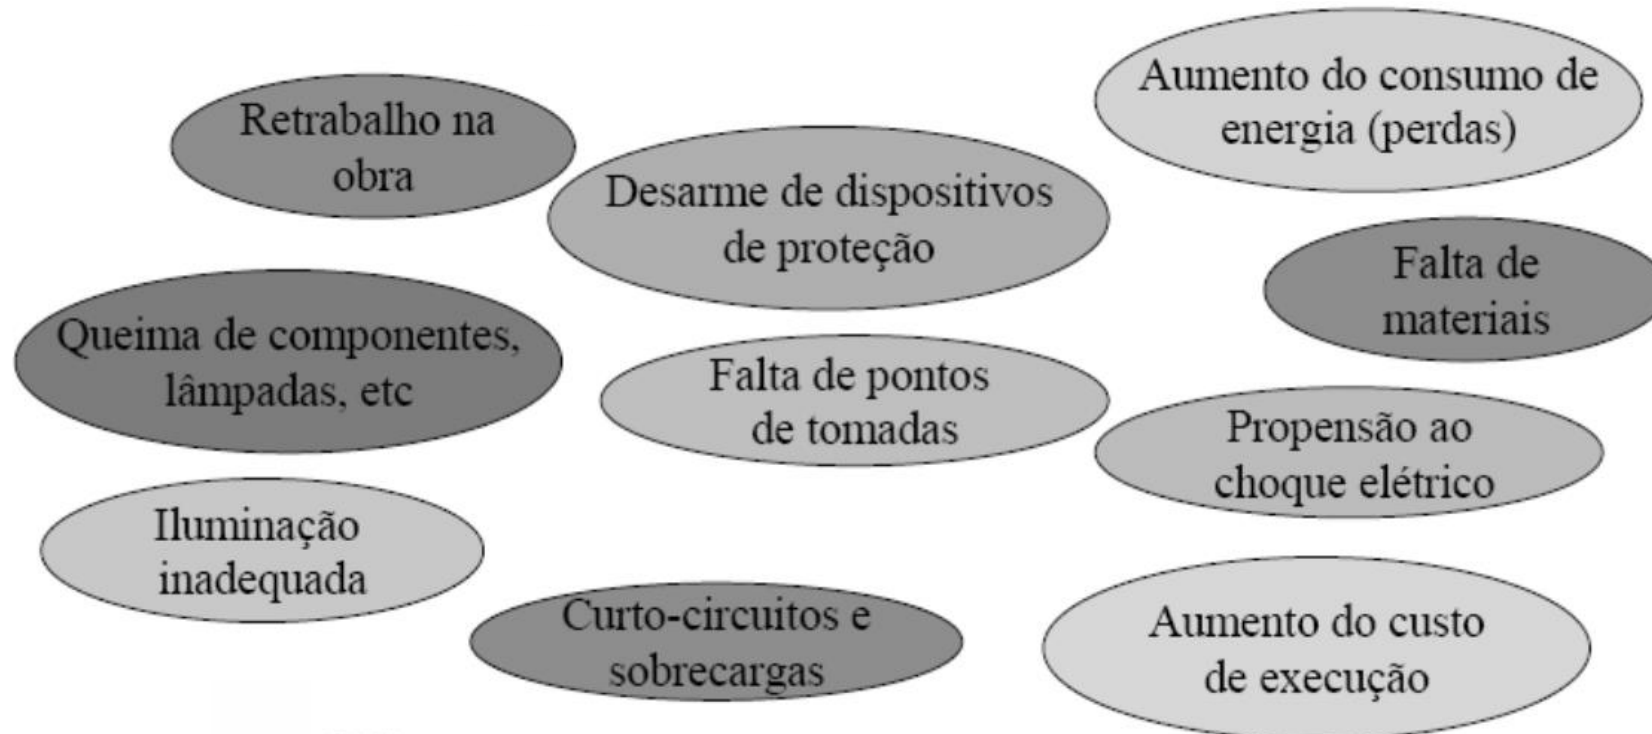 Retrabalho na
obra
Desarme de dispositivos
de proteção
Aumento do consumo de
energia (perdas)
Queima de componentes,
lâmpadas, etc
Falta de pontos
de tomadas
Falta de
materiais
Propensão ao
choque elétrico
Iluminação
inadequada
Curto-circuitos e
sobrecargas
Aumento do custo
de execução